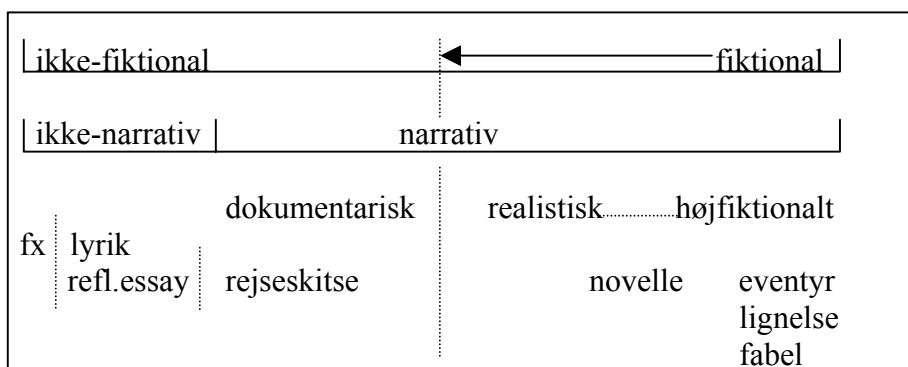 ikke-fiktional fiktional
ikke-narrativ narrativ
dokumentarisk realistisk højfiktionalt
fx lyrik
refl.essay rejseskitse novelle eventyr
lignelse
fabel